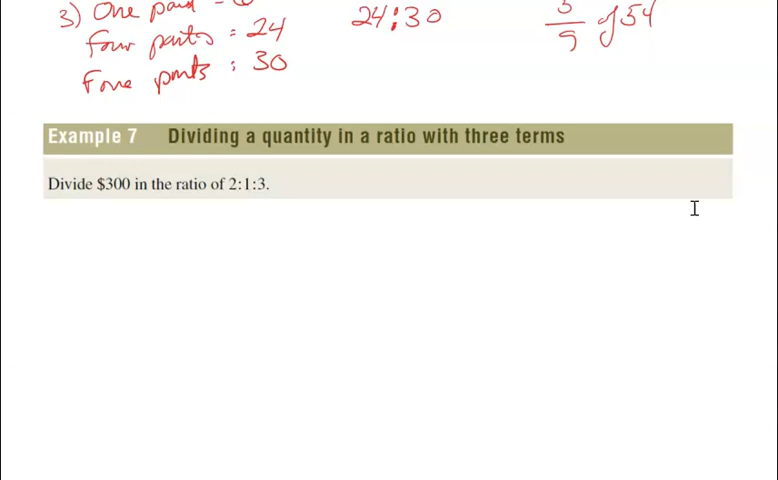 3) One part =
24:30
5
9
of 54
four parts = 24
Five parts : 30
Example 7 Dividing a quantity in a ratio with three terms
Divide $300 in the ratio of 2:1:3.